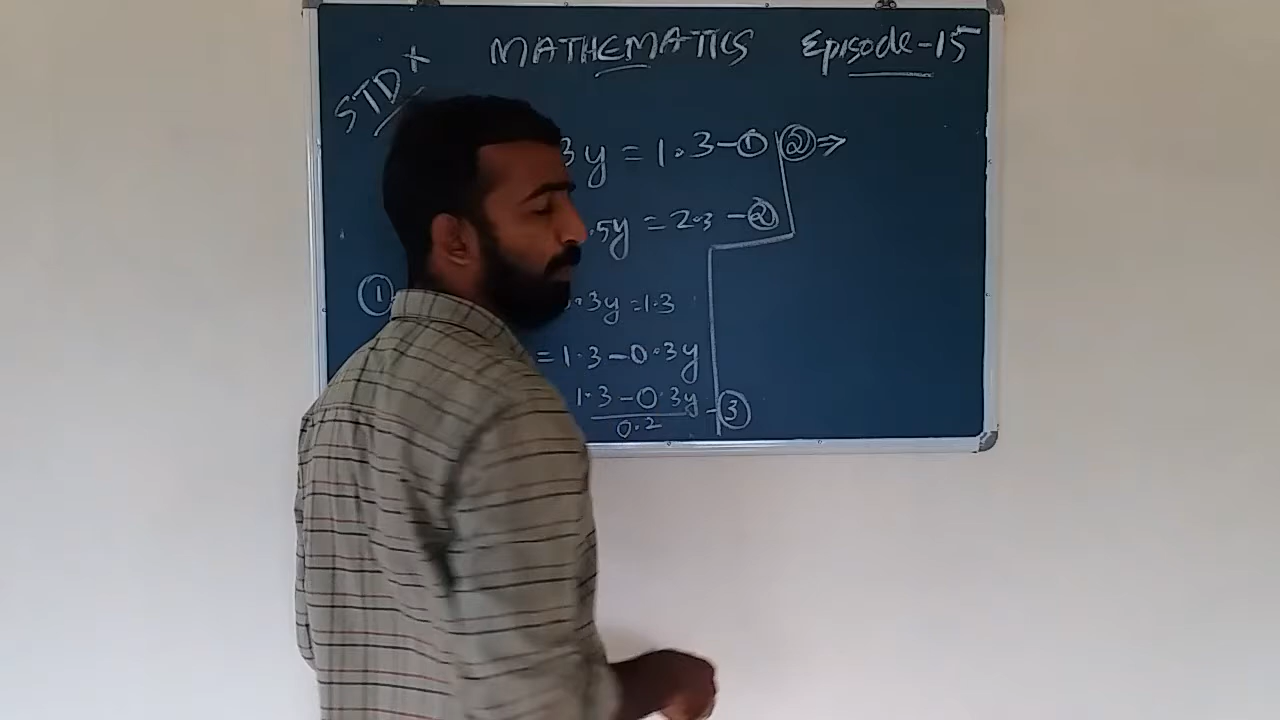 MATHEMATICS Episode-15
STD X
3y = 1.3 - ①
② ⇒
.5y = 2.3 - ②
① .3y = 1.3
= 1.3 - 0.3y
1.3 - 0.3y
0.2
- ③